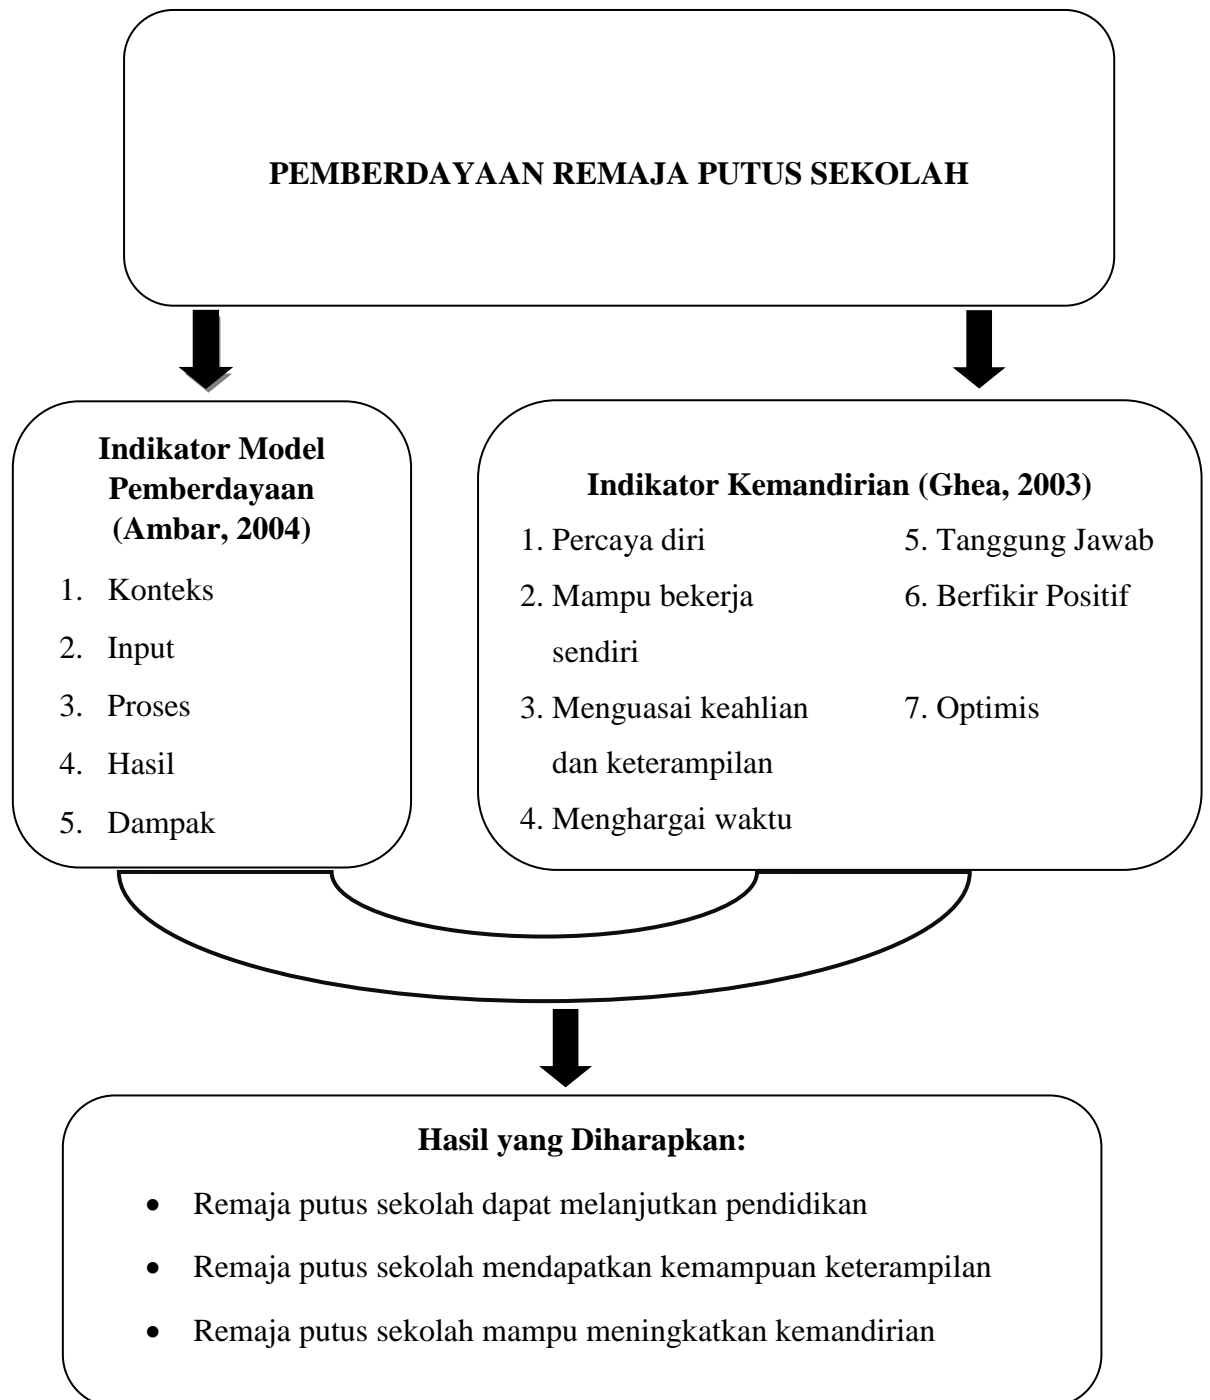 PEMBERDAYAAN REMAJA PUTUS SEKOLAH
Indikator Model
Pemberdayaan
(Ambar, 2004)
1. Konteks
2. Input
3. Proses
4. Hasil
5. Dampak
Indikator Kemandirian (Ghea, 2003)
1. Percaya diri
2. Mampu bekerja
sendiri
3. Menguasai keahlian
dan keterampilan
4. Menghargai waktu
5. Tanggung Jawab
6. Berfikir Positif
7. Optimis
Hasil yang Diharapkan:
• Remaja putus sekolah dapat melanjutkan pendidikan
• Remaja putus sekolah mendapatkan kemampuan keterampilan
• Remaja putus sekolah mampu meningkatkan kemandirian